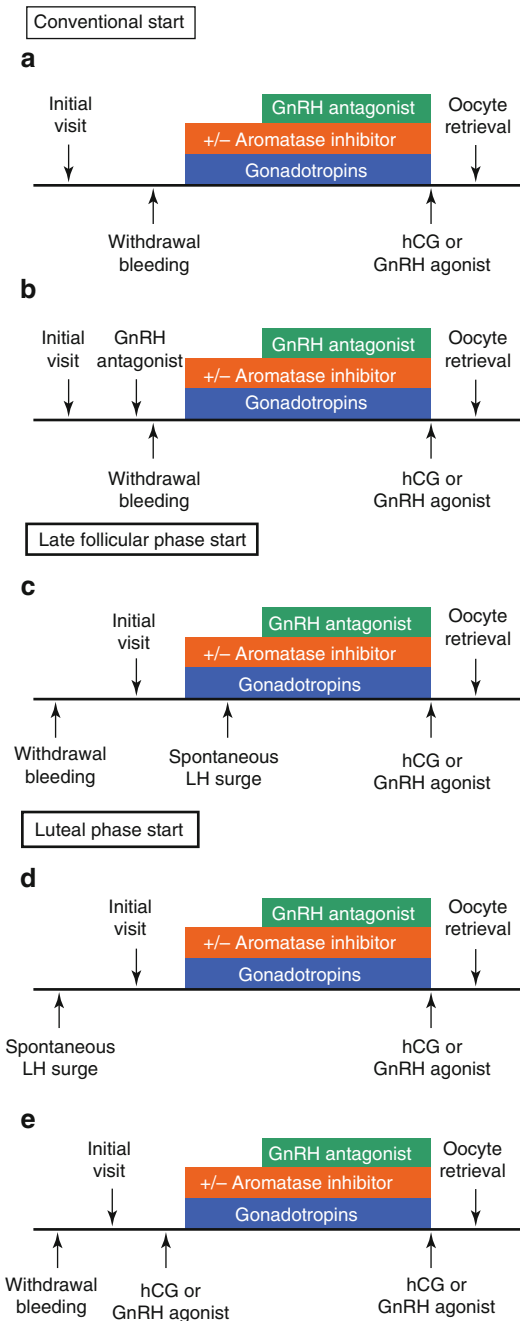 Conventional start
a
Initial
visit
GnRH antagonist
+/– Aromatase inhibitor
Gonadotropins
Oocyte
retrieval
Withdrawal
bleeding
hCG or
GnRH agonist
b
Initial
visit
GnRH
antagonist
GnRH antagonist
+/– Aromatase inhibitor
Gonadotropins
Oocyte
retrieval
Withdrawal
bleeding
hCG or
GnRH agonist
Late follicular phase start
c
Initial
visit
GnRH antagonist
+/– Aromatase inhibitor
Gonadotropins
Oocyte
retrieval
Withdrawal
bleeding
Spontaneous
LH surge
hCG or
GnRH agonist
Luteal phase start
d
Initial
visit
GnRH antagonist
+/– Aromatase inhibitor
Gonadotropins
Oocyte
retrieval
Spontaneous
LH surge
hCG or
GnRH agonist
e
Initial
visit
GnRH antagonist
+/– Aromatase inhibitor
Gonadotropins
Oocyte
retrieval
Withdrawal
bleeding
hCG or
GnRH agonist
hCG or
GnRH agonist